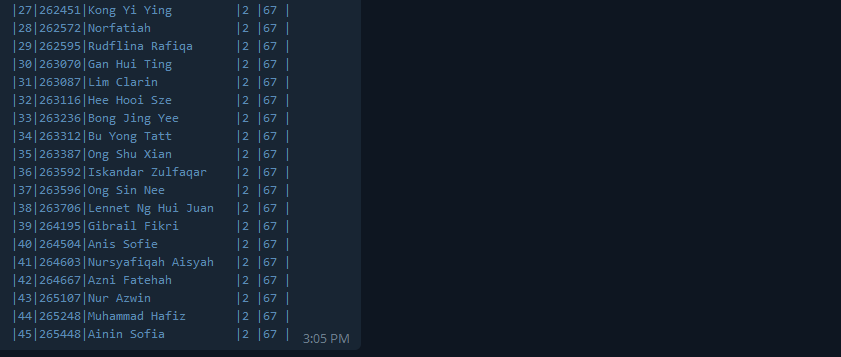 |27|262451|Kong Yi Ying |2 |67 |
|28|262572|Norfatiah |2 |67 |
|29|262595|Rudflina Rafiqa |2 |67 |
|30|263070|Gan Hui Ting |2 |67 |
|31|263087|Lim Clarin |2 |67 |
|32|263116|Hee Hooi Sze |2 |67 |
|33|263236|Bong Jing Yee |2 |67 |
|34|263312|Bu Yong Tatt |2 |67 |
|35|263387|Ong Shu Xian |2 |67 |
|36|263592|Iskandar Zulfaqar |2 |67 |
|37|263596|Ong Sin Nee |2 |67 |
|38|263706|Lennet Ng Hui Juan |2 |67 |
|39|264195|Gibrail Fikri |2 |67 |
|40|264504|Anis Sofie |2 |67 |
|41|264603|Nursyafiqah Aisyah |2 |67 |
|42|264667|Azni Fatehah |2 |67 |
|43|265107|Nur Azwin |2 |67 |
|44|265248|Muhammad Hafiz |2 |67 |
|45|265448|Ainin Sofia |2 |67 |
3:05 PM